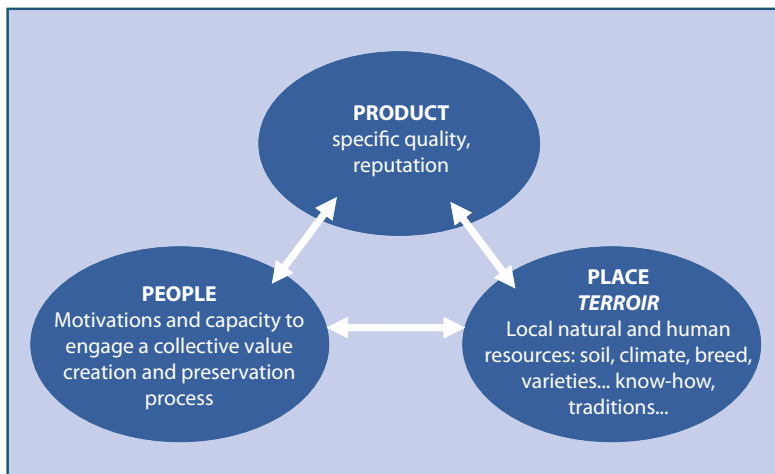 PRODUCT
specific quality,
reputation
PEOPLE
Motivations and capacity to
engage a collective value
creation and preservation
process
PLACE
TERROIR
Local natural and human
resources: soil, climate, breed,
varieties... know-how,
traditions...